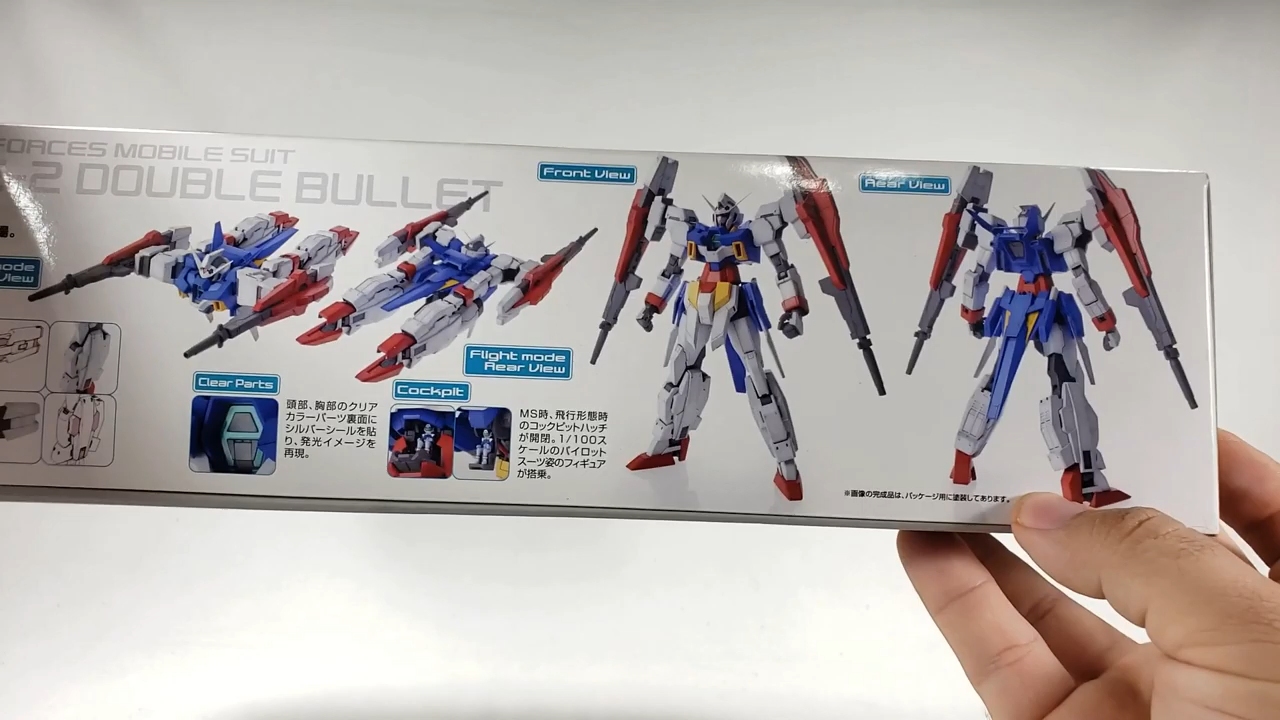 FORCES MOBILE SUIT
2 DOUBLE BULLET
Front View
Rear View
ode
View
Flight mode
Rear View
Clear Parts
頭部、胸部のクリア
カラーパーツ裏面に
シルバーシールを貼
り、発光イメージを
再現。
Cockpit
MS時、飛行形態時
のコックピットハッチ
が開閉。1/100ス
ケールのパイロット
スーツ姿のフィギュア
が搭乗。
※画像の完成品は、パッケージ用に塗装してあります。